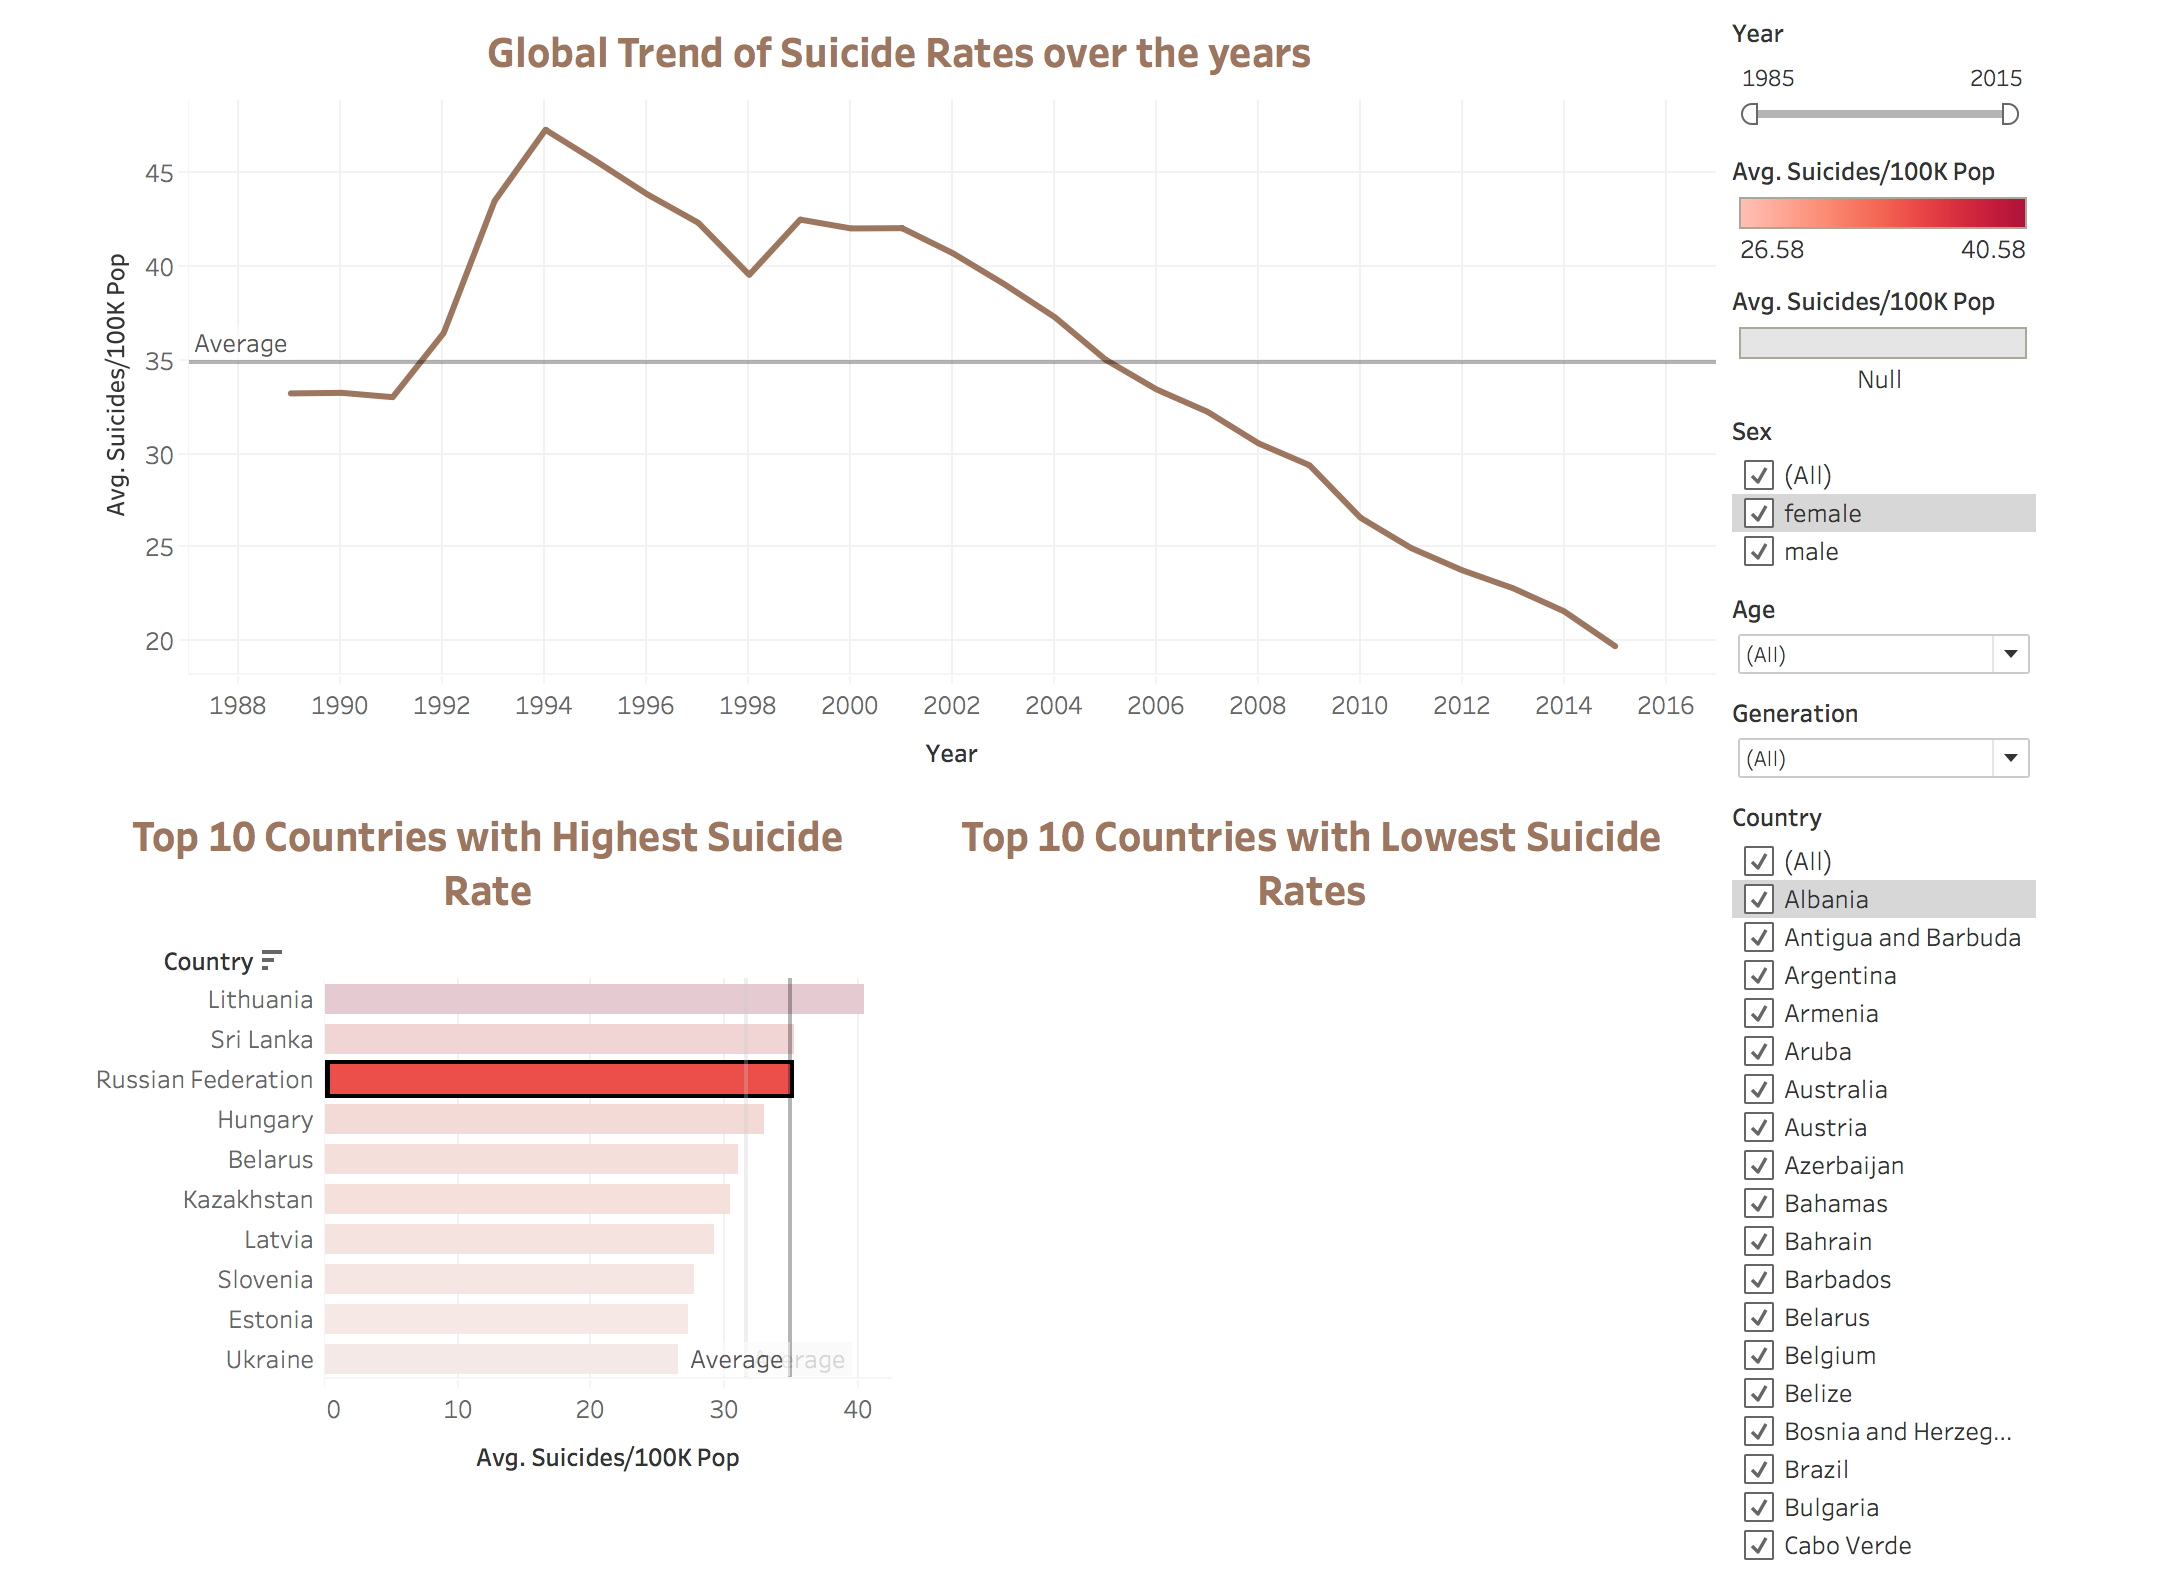 Global Trend of Suicide Rates over the years
Avg. Suicides/100K Pop
45
40
35
30
25
20
Average
1988 1990 1992 1994 1996 1998 2000 2002 2004 2006 2008 2010 2012 2014 2016
Year
Top 10 Countries with Highest Suicide
Rate
Country
Lithuania
Sri Lanka
Russian Federation
Hungary
Belarus
Kazakhstan
Latvia
Slovenia
Estonia
Ukraine
Average
Average
0 10 20 30 40
Avg. Suicides/100K Pop
Top 10 Countries with Lowest Suicide
Rates
Year
1985 2015
Avg. Suicides/100K Pop
26.58 40.58
Avg. Suicides/100K Pop
Null
Sex
(All)
female
male
Age
(All)
Generation
(All)
Country
(All)
Albania
Antigua and Barbuda
Argentina
Armenia
Aruba
Australia
Austria
Azerbaijan
Bahamas
Bahrain
Barbados
Belarus
Belgium
Belize
Bosnia and Herzeg...
Brazil
Bulgaria
Cabo Verde